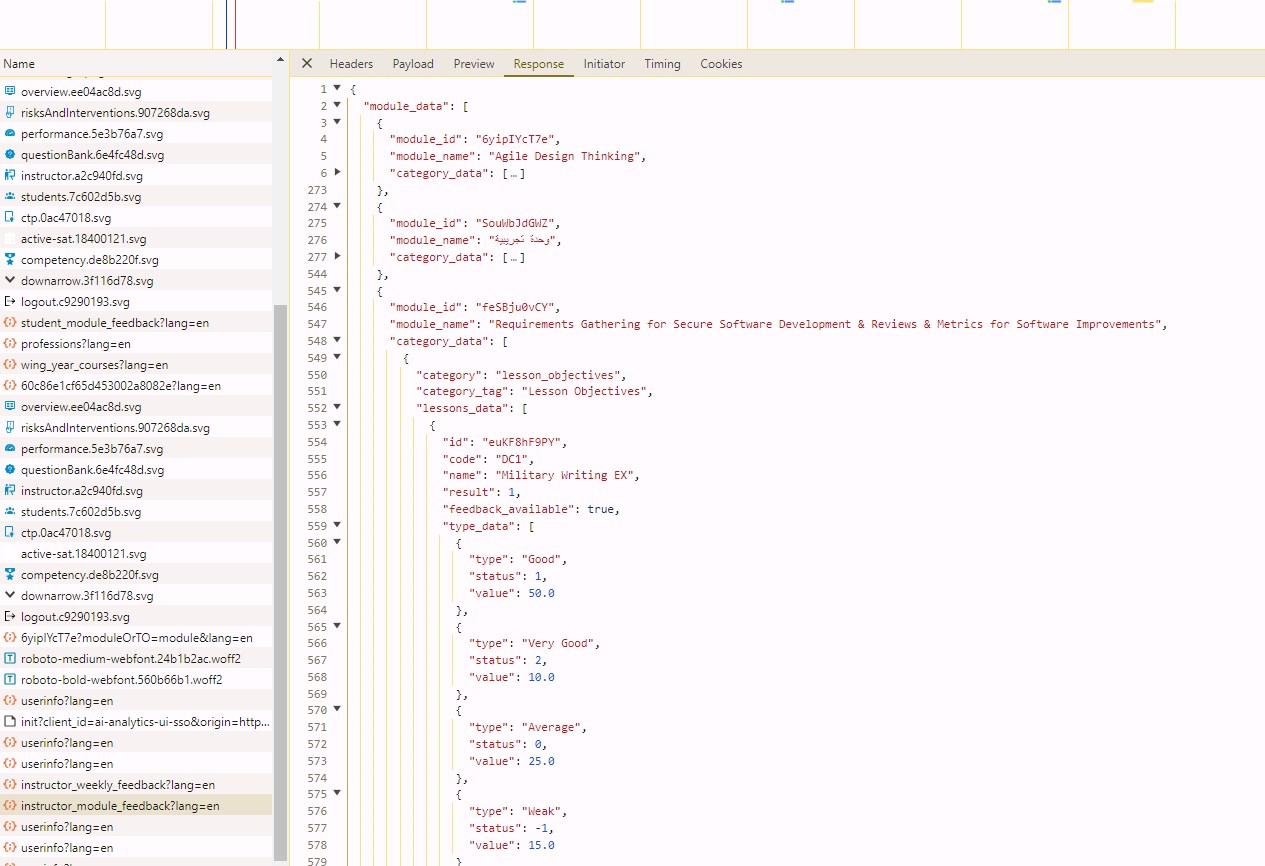 Name
overview.ee04ac8d.svg
risksAndInterventions.907268da.svg
performance.5e3b76a7.svg
questionBank.6e4fc48d.svg
instructor.a2c940fd.svg
students.7c602d5b.svg
ctp.0ac47018.svg
active-sat.18400121.svg
competency.de8b220f.svg
downarrow.3f116d78.svg
logout.c9290193.svg
student_module_feedback?lang=en
professions?lang=en
wing_year_courses?lang=en
60c86e1cf65d453002a8082e?lang=en
overview.ee04ac8d.svg
risksAndInterventions.907268da.svg
performance.5e3b76a7.svg
questionBank.6e4fc48d.svg
instructor.a2c940fd.svg
students.7c602d5b.svg
ctp.0ac47018.svg
active-sat.18400121.svg
competency.de8b220f.svg
downarrow.3f116d78.svg
logout.c9290193.svg
6yipIYcT7e?moduleOrTO=module&lang=en
roboto-medium-webfont.24b1b2ac.woff2
roboto-bold-webfont.560b66b1.woff2
userinfo?lang=en
init?client_id=ai-analytics-ui-sso&origin=http...
userinfo?lang=en
userinfo?lang=en
instructor_weekly_feedback?lang=en
instructor_module_feedback?lang=en
userinfo?lang=en
userinfo?lang=en
Headers Payload Preview Response Initiator Timing Cookies
1 {
2 "module_data": [
3 {
4 "module_id": "6yipIYcT7e",
5 "module_name": "Agile Design Thinking",
6 "category_data": […]
273 },
274 {
275 "module_id": "SouWbJdGWZ",
276 "module_name": "وحدة تجريبية",
277 "category_data": […]
544 },
545 {
546 "module_id": "feSBju0vCY",
547 "module_name": "Requirements Gathering for Secure Software Development & Reviews & Metrics for Software Improvements",
548 "category_data": [
549 {
550 "category": "lesson_objectives",
551 "category_tag": "Lesson Objectives",
552 "lessons_data": [
553 {
554 "id": "euKF8hF9PY",
555 "code": "DC1",
556 "name": "Military Writing EX",
557 "result": 1,
558 "feedback_available": true,
559 "type_data": [
560 {
561 "type": "Good",
562 "status": 1,
563 "value": 50.0
564 },
565 {
566 "type": "Very Good",
567 "status": 2,
568 "value": 10.0
569 },
570 {
571 "type": "Average",
572 "status": 0,
573 "value": 25.0
574 },
575 {
576 "type": "Weak",
577 "status": -1,
578 "value": 15.0
579 }